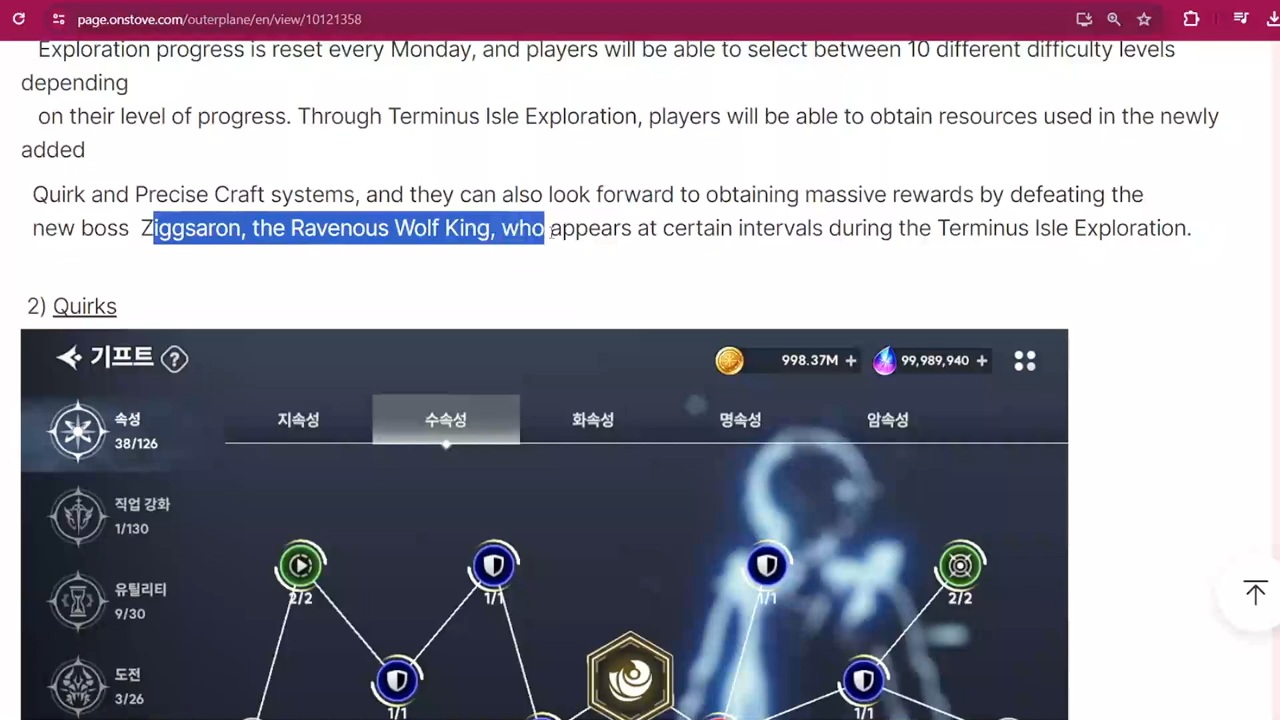 page.onstove.com/outerplane/en/view/10121358
Exploration progress is reset every Monday, and players will be able to select between 10 different difficulty levels
depending
on their level of progress. Through Terminus Isle Exploration, players will be able to obtain resources used in the newly
added
Quirk and Precise Craft systems, and they can also look forward to obtaining massive rewards by defeating the
new boss Ziggsaron, the Ravenous Wolf King, who appears at certain intervals during the Terminus Isle Exploration.
2) Quirks
기프트 ?
998.37M + 99,989,940 +
속성
38/126
지속성 수속성 화속성 명속성 암속성
직업 강화
1/130
유틸리티
9/30
도전
3/26
2/2 1/1 1/1 2/2
1/1 1/1